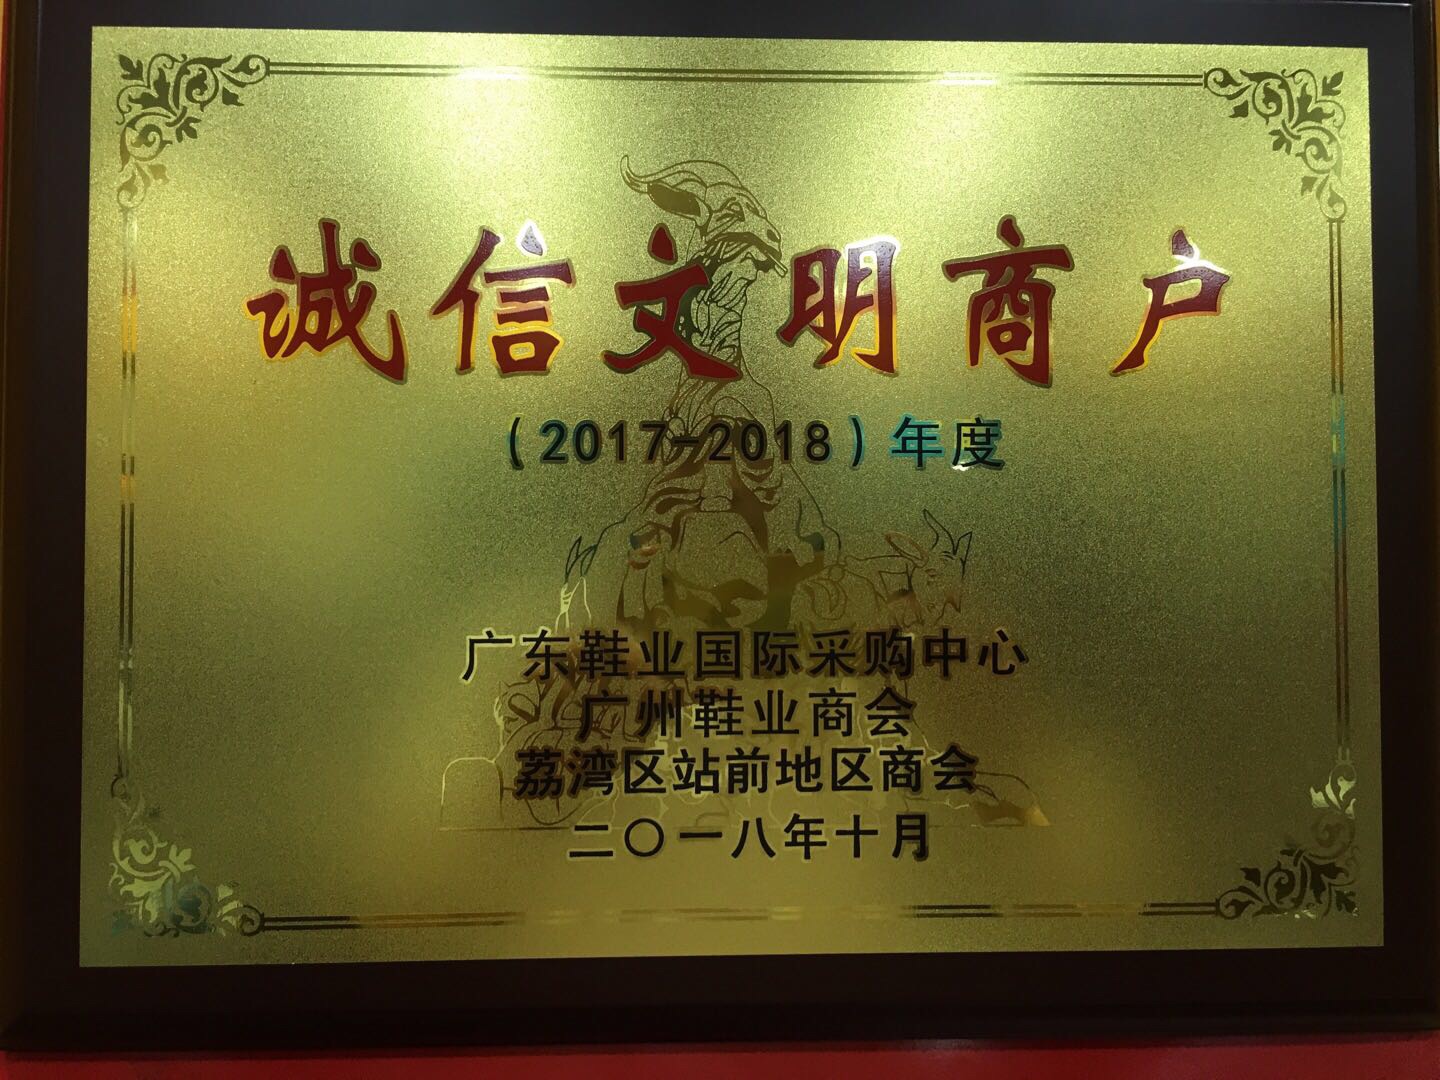 诚信文明商户
（2017-2018）年度
广东鞋业国际采购中心
广州鞋业商会
荔湾区站前地区商会
二〇一八年十月